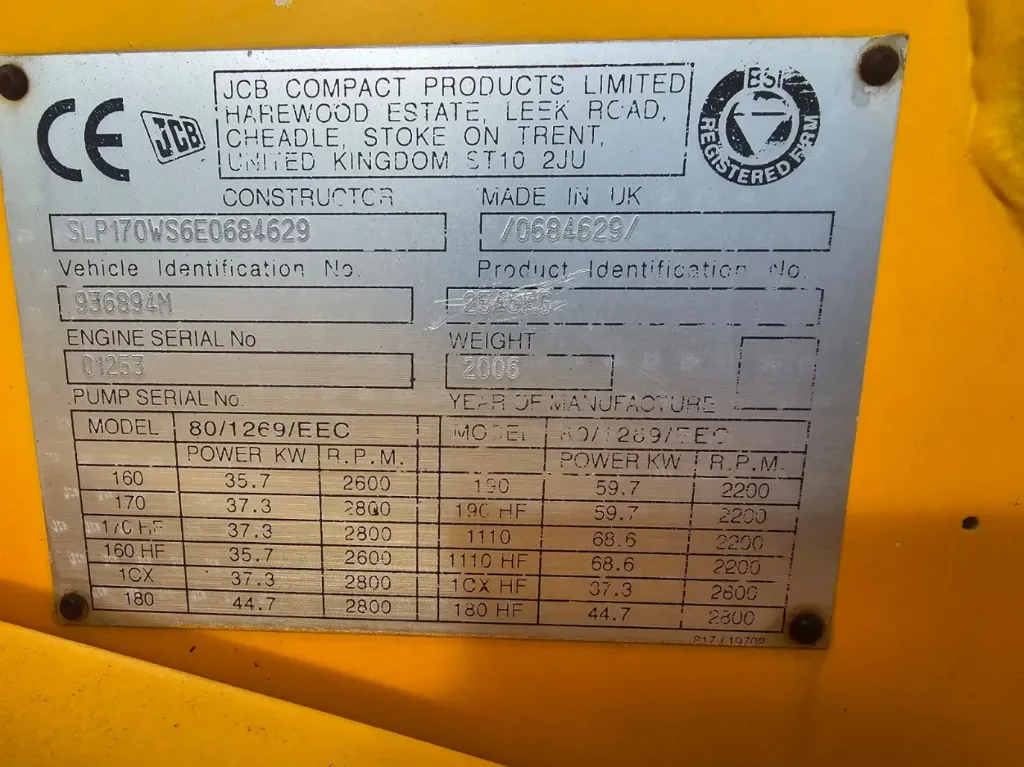 CE
JCB
JCB COMPACT PRODUCTS LIMITED
HAREWOOD ESTATE, LEEK ROAD,
CHEADLE, STOKE ON TRENT,
UNITED KINGDOM ST10 2JU
BSI
REGISTERED FIRM
CONSTRUCTOR MADE IN UK
SLP170WS6E0684629 /0684629/
Vehicle Identification No. Product Identification No.
936894M
ENGINE SERIAL No WEIGHT
01253 2006
PUMP SERIAL No. YEAR OF MANUFACTURE
MODEL 80/1269/EEC MODEL 80/1269/EEC
POWER KW R.P.M. POWER KW R.P.M.
160 35.7 2600 190 59.7 2200
170 37.3 2800 190 HF 59.7 2200
170 HF 37.3 2800 1110 68.6 2200
160 HF 35.7 2600 1110 HF 68.6 2200
1CX 37.3 2800 1CX HF 37.3 2800
180 44.7 2800 180 HF 44.7 2800